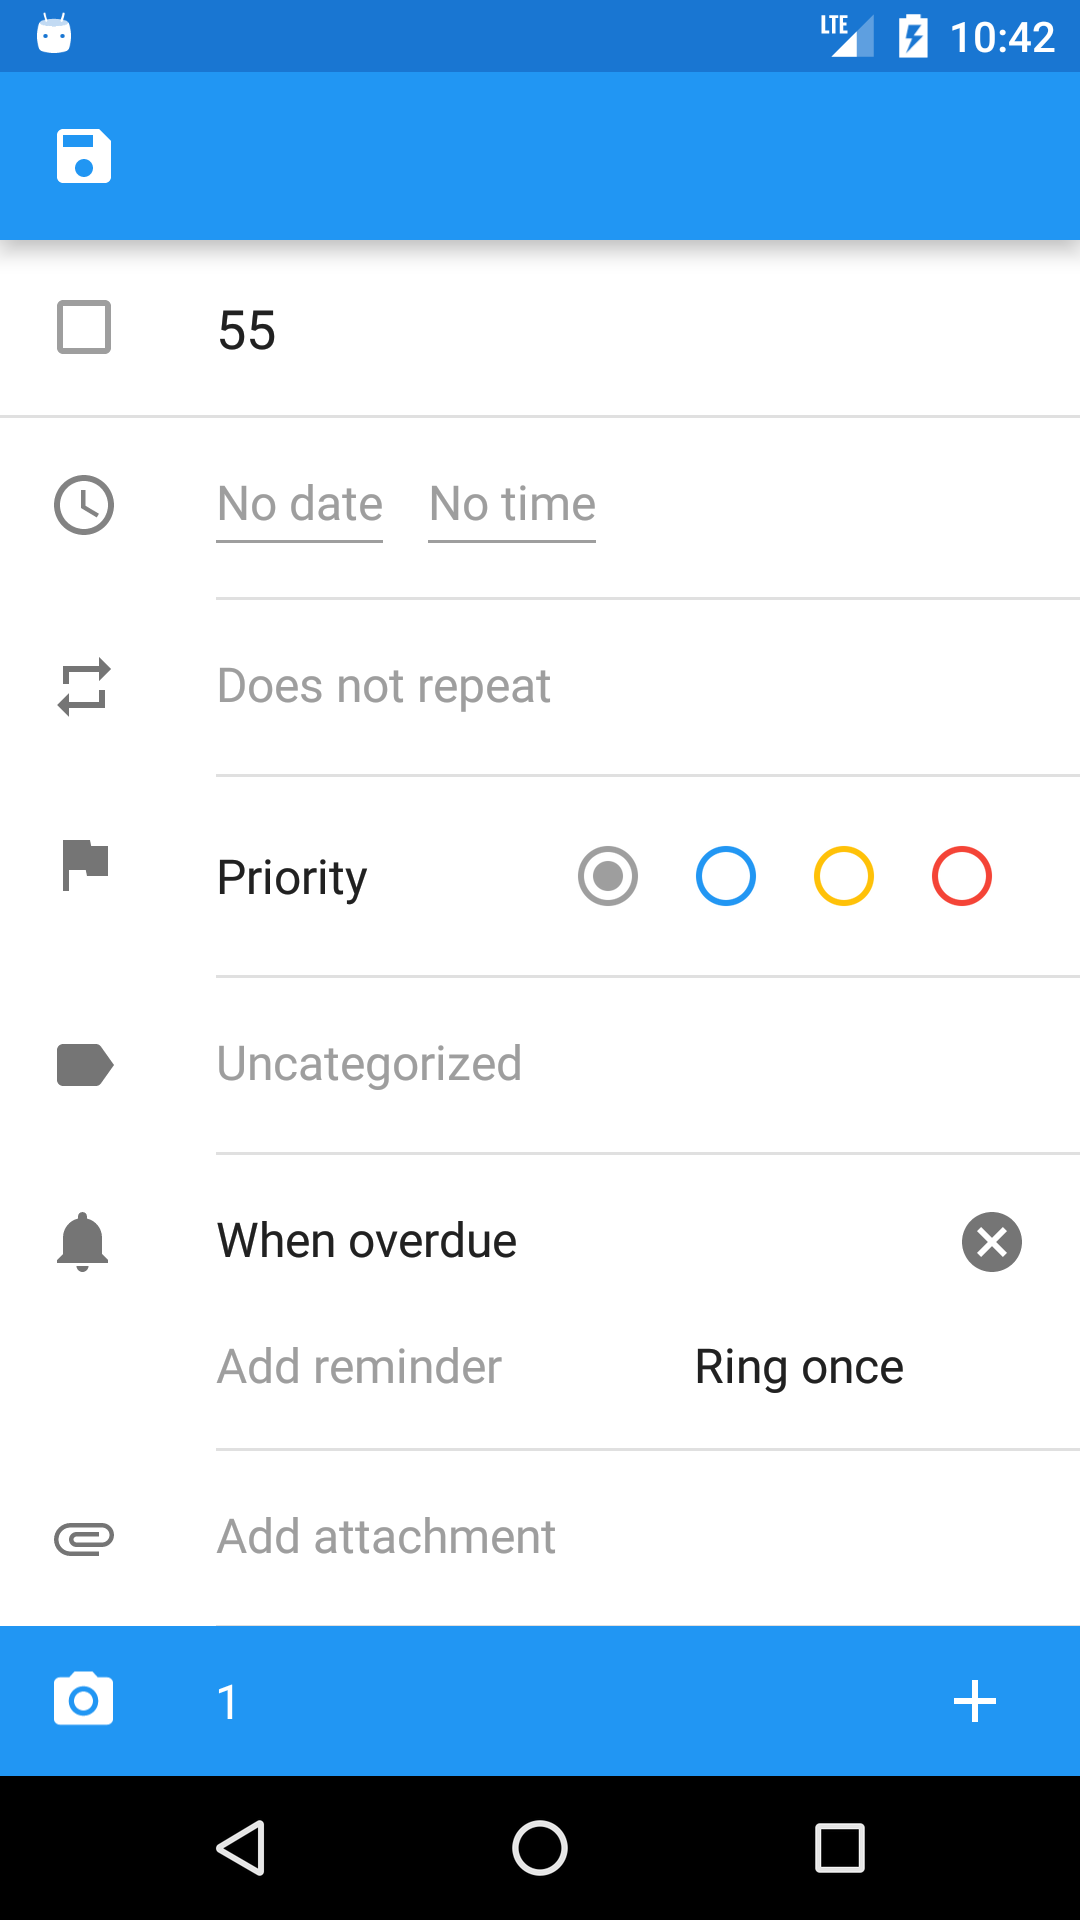 LTE 10:42
55
No date No time
Does not repeat
Priority
Uncategorized
When overdue
Add reminder Ring once
Add attachment
1